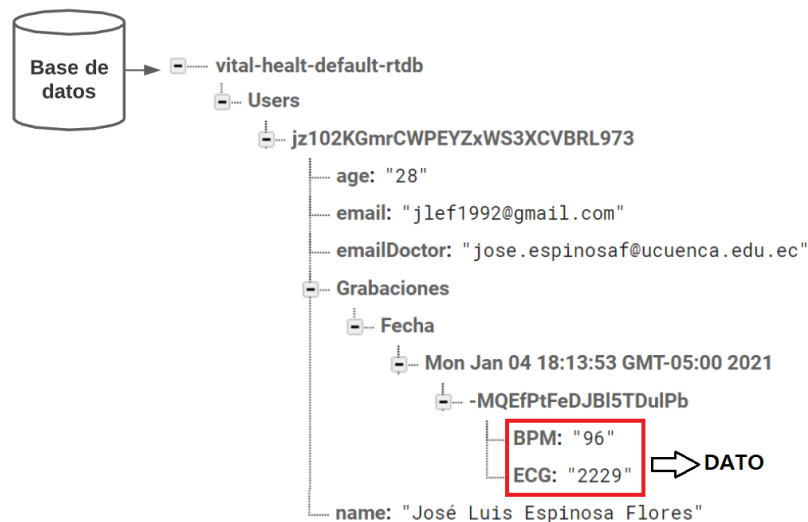 Base de
datos
vital-healt-default-rtdb
Users
jz102KGmrCWPEYZxWS3XCVBRL973
age: "28"
email: "jlef1992@gmail.com"
emailDoctor: "jose.espinosaf@ucuenca.edu.ec"
Grabaciones
Fecha
Mon Jan 04 18:13:53 GMT-05:00 2021
-MQEfPtFeDJBl5TDulPb
BPM: "96"
ECG: "2229"
DATO
name: "José Luis Espinosa Flores"